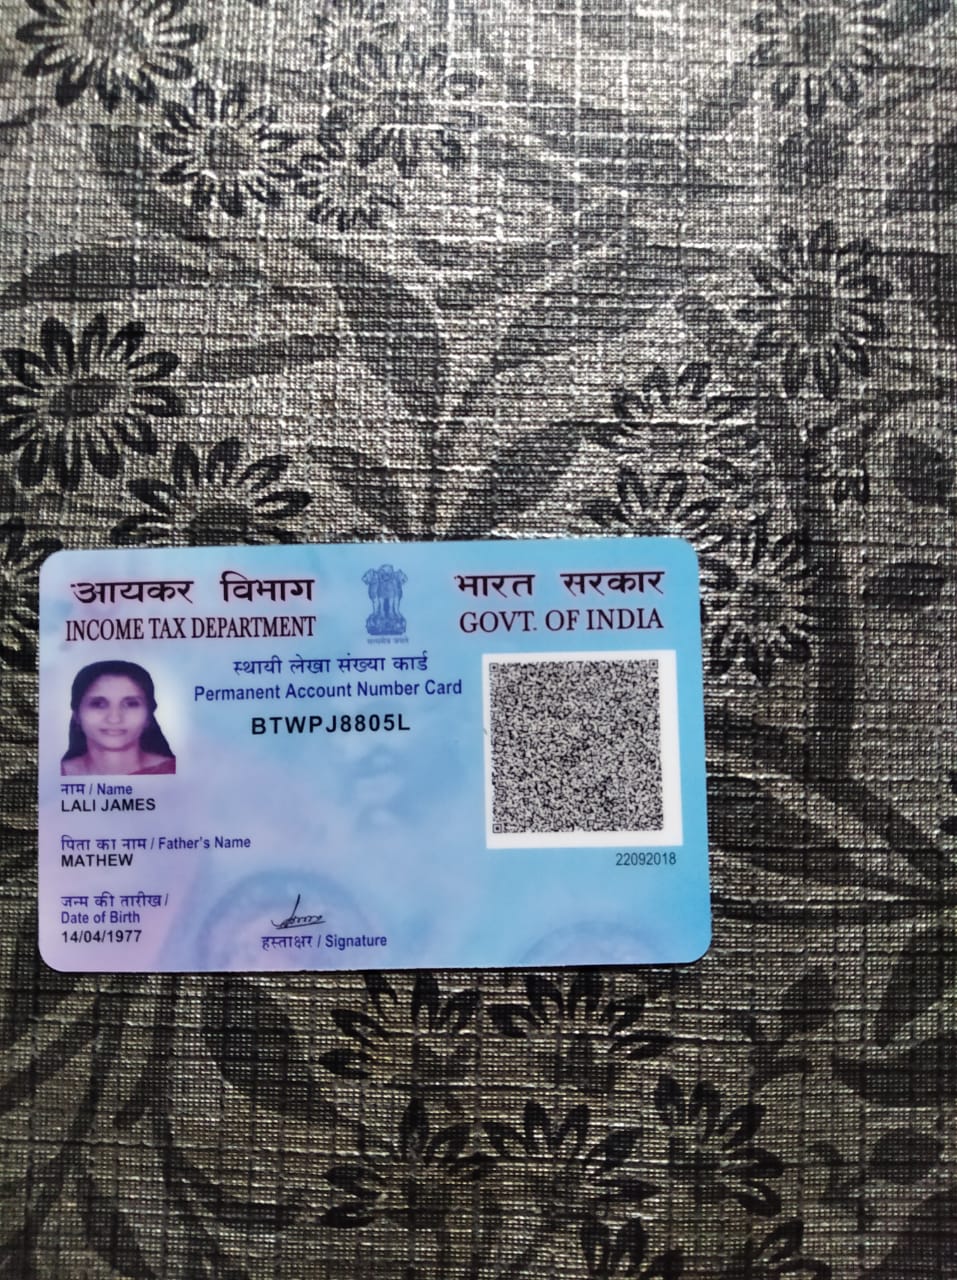 आयकर विभाग
INCOME TAX DEPARTMENT
भारत सरकार
GOVT. OF INDIA
सत्यमेव जयते
स्थायी लेखा संख्या कार्ड
Permanent Account Number Card
BTWPJ8805L
नाम / Name
LALI JAMES
पिता का नाम / Father's Name
MATHEW
जन्म की तारीख /
Date of Birth
14/04/1977
हस्ताक्षर / Signature
22092018